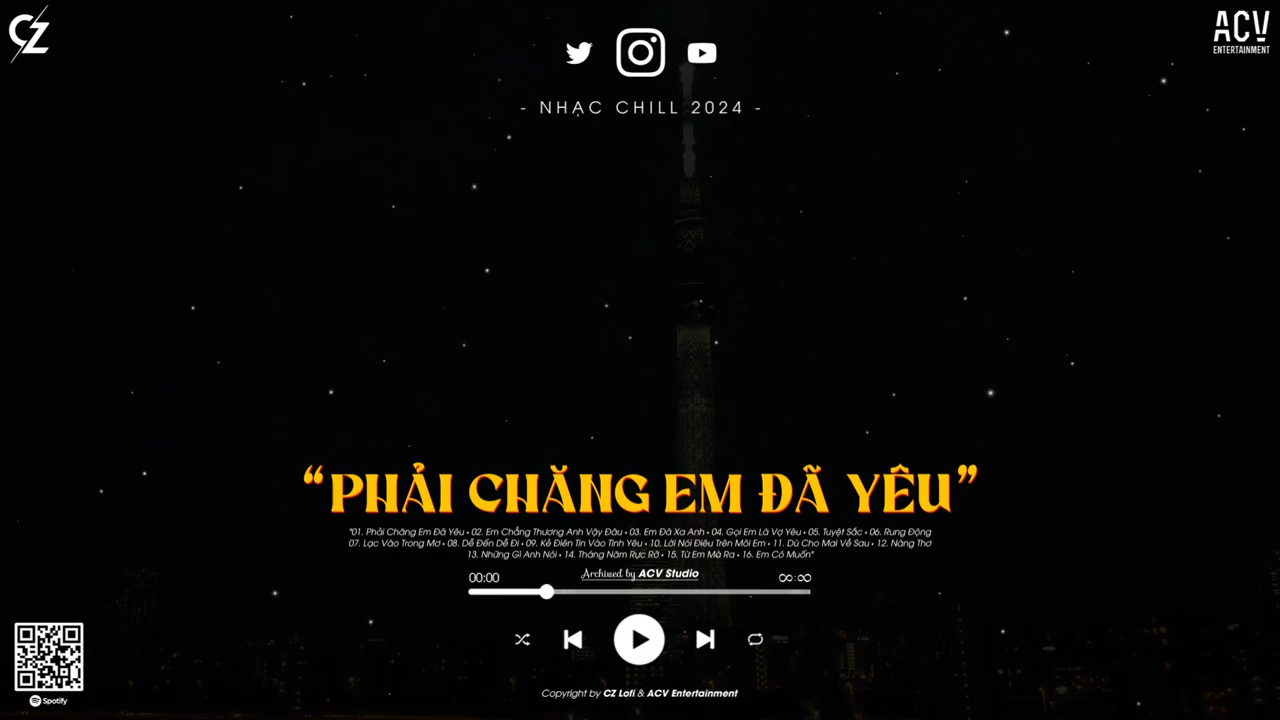 CZ
ACV
ENTERTAINMENT
- NHẠC CHILL 2024 -
“PHẢI CHĂNG EM ĐÃ YÊU”
"01. Phải Chăng Em Đã Yêu • 02. Em Chẳng Thương Anh Vậy Đâu • 03. Em Đã Xa Anh • 04. Gọi Em Là Vợ Yêu • 05. Tuyệt Sắc • 06. Rung Động
07. Lạc Vào Trong Mơ • 08. Dễ Đến Dễ Đi • 09. Kẻ Điên Tin Vào Tình Yêu • 10. Lời Nói Điêu Trên Môi Em • 11. Dù Cho Mai Về Sau • 12. Nàng Thơ
13. Những Gì Anh Nói • 14. Tháng Năm Rực Rỡ • 15. Từ Em Mà Ra • 16. Em Có Muốn"
Archived by ACV Studio
00:00
∞:∞
Spotify
Copyright by CZ Lofi & ACV Entertainment